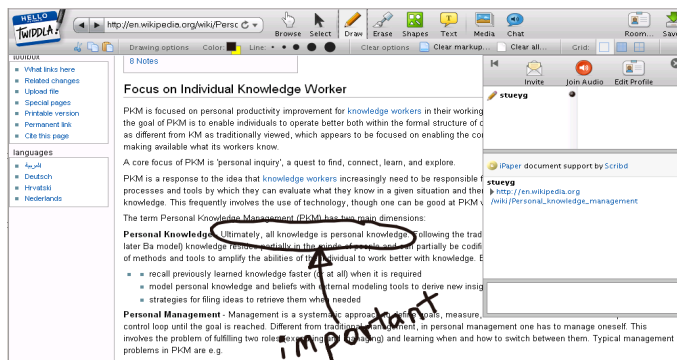 HELLO
TWIDDLA!
http://en.wikipedia.org/wiki/Persc
Browse Select Draw Erase Shapes Text Media Chat Room... Save
Drawing options Color: Line: Clear options Clear markup... Clear all... Grid:
toolbox
What links here
Related changes
Upload file
Special pages
Printable version
Permanent link
Cite this page
languages
العربية
Deutsch
Hrvatski
Nederlands
8 Notes
Focus on Individual Knowledge Worker
PKM is focused on personal productivity improvement for knowledge workers in their working
the goal of PKM is to enable individuals to operate better both within the formal structure of
as different from KM as traditionally viewed, which appears to be focused on enabling the
making available what its workers know.
A core focus of PKM is 'personal inquiry', a quest to find, connect, learn, and explore.
PKM is a response to the idea that knowledge workers increasingly need to be responsible
processes and tools by which they can evaluate what they know in a given situation and
knowledge. This frequently involves the use of technology, though one can be good at PKM
The term Personal Knowledge Management (PKM) has two main dimensions:
Personal Knowledge - Ultimately, all knowledge is personal knowledge. Following the
later Ba model) knowledge resides partially in the minds of people and can partially be
of methods and tools to amplify the abilities of the individual to work better with knowledge.
recall previously learned knowledge faster (or at all) when it is required
model personal knowledge and beliefs with external modeling tools to derive new
strategies for filing ideas to retrieve them when needed
Personal Management - Management is a systematic approach to define goals, measure,
control loop until the goal is reached. Different from traditional management, in personal management one has to manage oneself. This
involves the problem of fulfilling two roles (executing and managing) and learning when and how to switch between them. Typical management
problems in PKM are e.g.
important
Invite Join Audio Edit Profile
stueyg
iPaper document support by Scribd
stueyg
http://en.wikipedia.org
/wiki/Personal_knowledge_management